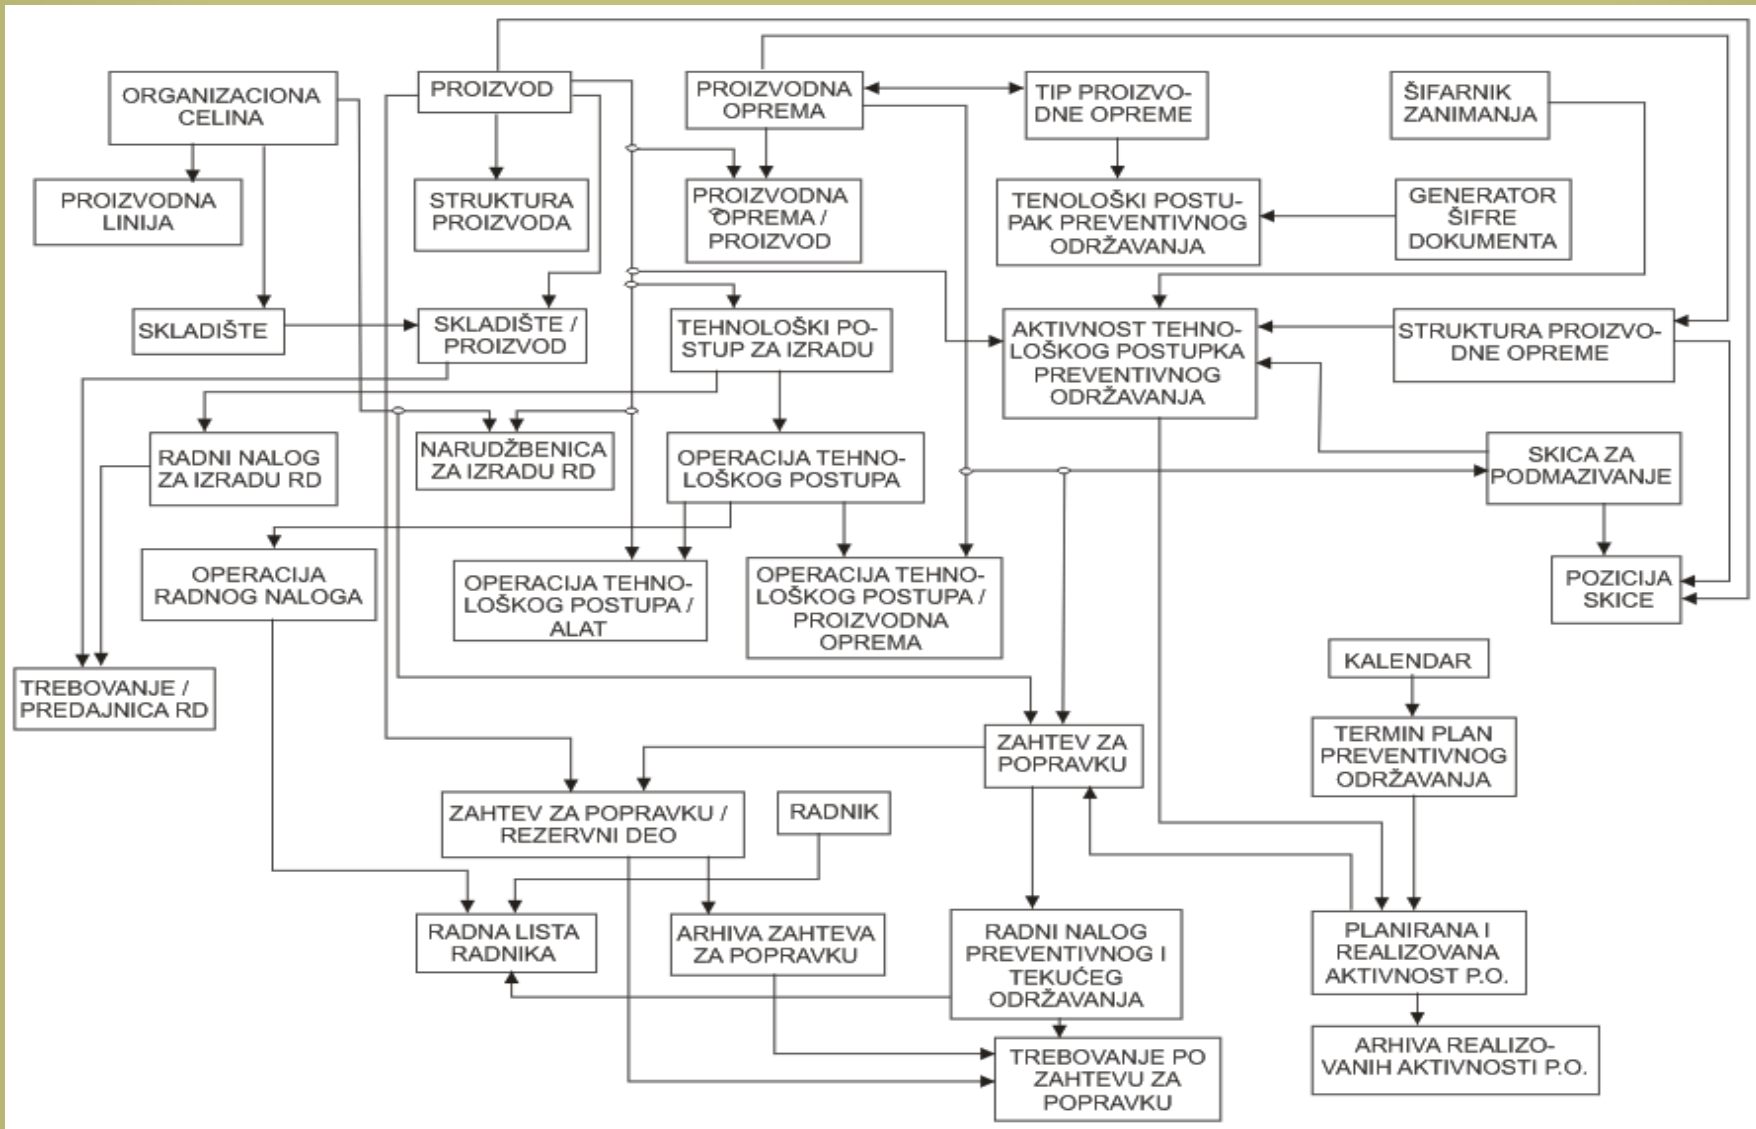 ORGANIZACIONA
CELINA
PROIZVOD
PROIZVODNA
OPREMA
TIP PROIZVO-
DNE OPREME
ŠIFARNIK
ZANIMANJA
PROIZVODNA
LINIJA
STRUKTURA
PROIZVODA
PROIZVODNA
OPREMA /
PROIZVOD
TENOLOŠKI POSTU-
PAK PREVENTIVNOG
ODRŽAVANJA
GENERATOR
ŠIFRE
DOKUMENTA
SKLADIŠTE
SKLADIŠTE /
PROIZVOD
TEHNOLOŠKI PO-
STUP ZA IZRADU
AKTIVNOST TEHNO-
LOŠKOG POSTUPKA
PREVENTIVNOG
ODRŽAVANJA
STRUKTURA PROIZVO-
DNE OPREME
RADNI NALOG
ZA IZRADU RD
NARUDŽBENICA
ZA IZRADU RD
OPERACIJA TEHNO-
LOŠKOG POSTUPA
SKICA ZA
PODMAZIVANJE
OPERACIJA
RADNOG NALOGA
OPERACIJA TEHNO-
LOŠKOG POSTUPA /
ALAT
OPERACIJA TEHNO-
LOŠKOG POSTUPA /
PROIZVODNA
OPREMA
POZICIJA
SKICE
KALENDAR
TREBOVANJE /
PREDAJNICA RD
ZAHTEV ZA
POPRAVKU
TERMIN PLAN
PREVENTIVNOG
ODRŽAVANJA
ZAHTEV ZA POPRAVKU /
REZERVNI DEO
RADNIK
RADNA LISTA
RADNIKA
ARHIVA ZAHTEVA
ZA POPRAVKU
RADNI NALOG
PREVENTIVNOG I
TEKUĆEG
ODRŽAVANJA
PLANIRANA I
REALIZOVANA
AKTIVNOST P.O.
TREBOVANJE PO
ZAHTEVU ZA
POPRAVKU
ARHIVA REALIZO-
VANIH AKTIVNOSTI P.O.